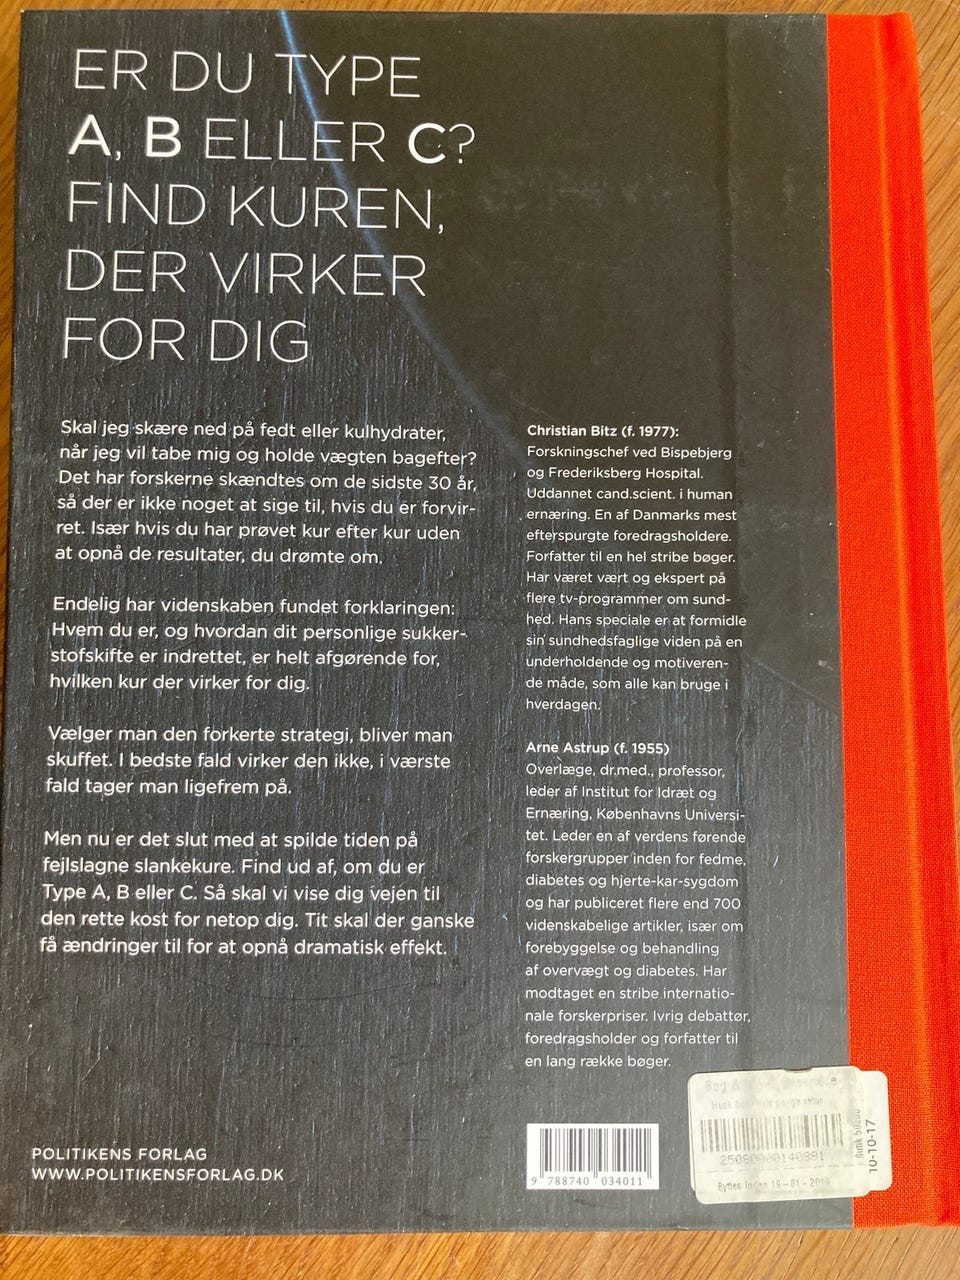 ER DU TYPE
A, B ELLER C?
FIND KUREN,
DER VIRKER
FOR DIG
Skal jeg skære ned på fedt eller kulhydrater,
når jeg vil tabe mig og holde vægten bagefter?
Det har forskerne skændtes om de sidste 30 år,
så der er ikke noget at sige til, hvis du er forvir-
ret. Især hvis du har prøvet kur efter kur uden
at opnå de resultater, du drømte om.
Endelig har videnskaben fundet forklaringen:
Hvem du er, og hvordan dit personlige sukker-
stofskifte er indrettet, er helt afgørende for,
hvilken kur der virker for dig.
Vælger man den forkerte strategi, bliver man
skuffet. I bedste fald virker den ikke, i værste
fald tager man ligefrem på.
Men nu er det slut med at spilde tiden på
fejlslagne slankekure. Find ud af, om du er
Type A, B eller C. Så skal vi vise dig vejen til
den rette kost for netop dig. Tit skal der ganske
få ændringer til for at opnå dramatisk effekt.
Christian Bitz (f. 1977):
Forskningschef ved Bispebjerg
og Frederiksberg Hospital.
Uddannet cand.scient. i human
ernæring. En af Danmarks mest
efterspurgte foredragsholdere.
Forfatter til en hel stribe bøger.
Har været vært og ekspert på
flere tv-programmer om sund-
hed. Hans speciale er at formidle
sin sundhedsfaglige viden på en
underholdende og motiveren-
de måde, som alle kan bruge i
hverdagen.
Arne Astrup (f. 1955)
Overlæge, dr.med., professor,
leder af Institut for Idræt og
Ernæring, Københavns Universi-
tet. Leder en af verdens førende
forskergrupper inden for fedme,
diabetes og hjerte-kar-sygdom
og har publiceret flere end 700
videnskabelige artikler, især om
forebyggelse og behandling
af overvægt og diabetes. Har
modtaget en stribe internatio-
nale forskerpriser. Ivrig debattør,
foredragsholder og forfatter til
en lang række bøger.
POLITIKENS FORLAG
WWW.POLITIKENSFORLAG.DK
9 788740 034011
Bog &
25080000140881
Byttes inden 19 - 01 -
Butik
10-10-17